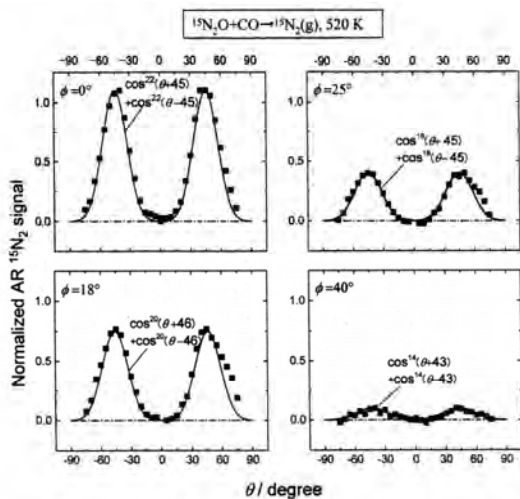 ¹⁵N₂O+CO→¹⁵N₂(g), 520 K
-90 -60 -30 0 30 60 90
-90 -60 -30 0 30 60 90
φ=0°
cos²²(θ+45)
+cos²²(θ-45)
1.0
0.5
0.0
φ=25°
cos¹⁸(θ+45)
+cos¹⁸(θ-45)
1.0
0.5
0.0
Normalized AR ¹⁵N₂ signal
φ=18°
cos²⁰(θ+46)
+cos²⁰(θ-46)
1.0
0.5
0.0
φ=40°
cos¹⁴(θ+43)
+cos¹⁴(θ-43)
1.0
0.5
0.0
-90 -60 -30 0 30 60 90
-90 -60 -30 0 30 60 90
θ / degree